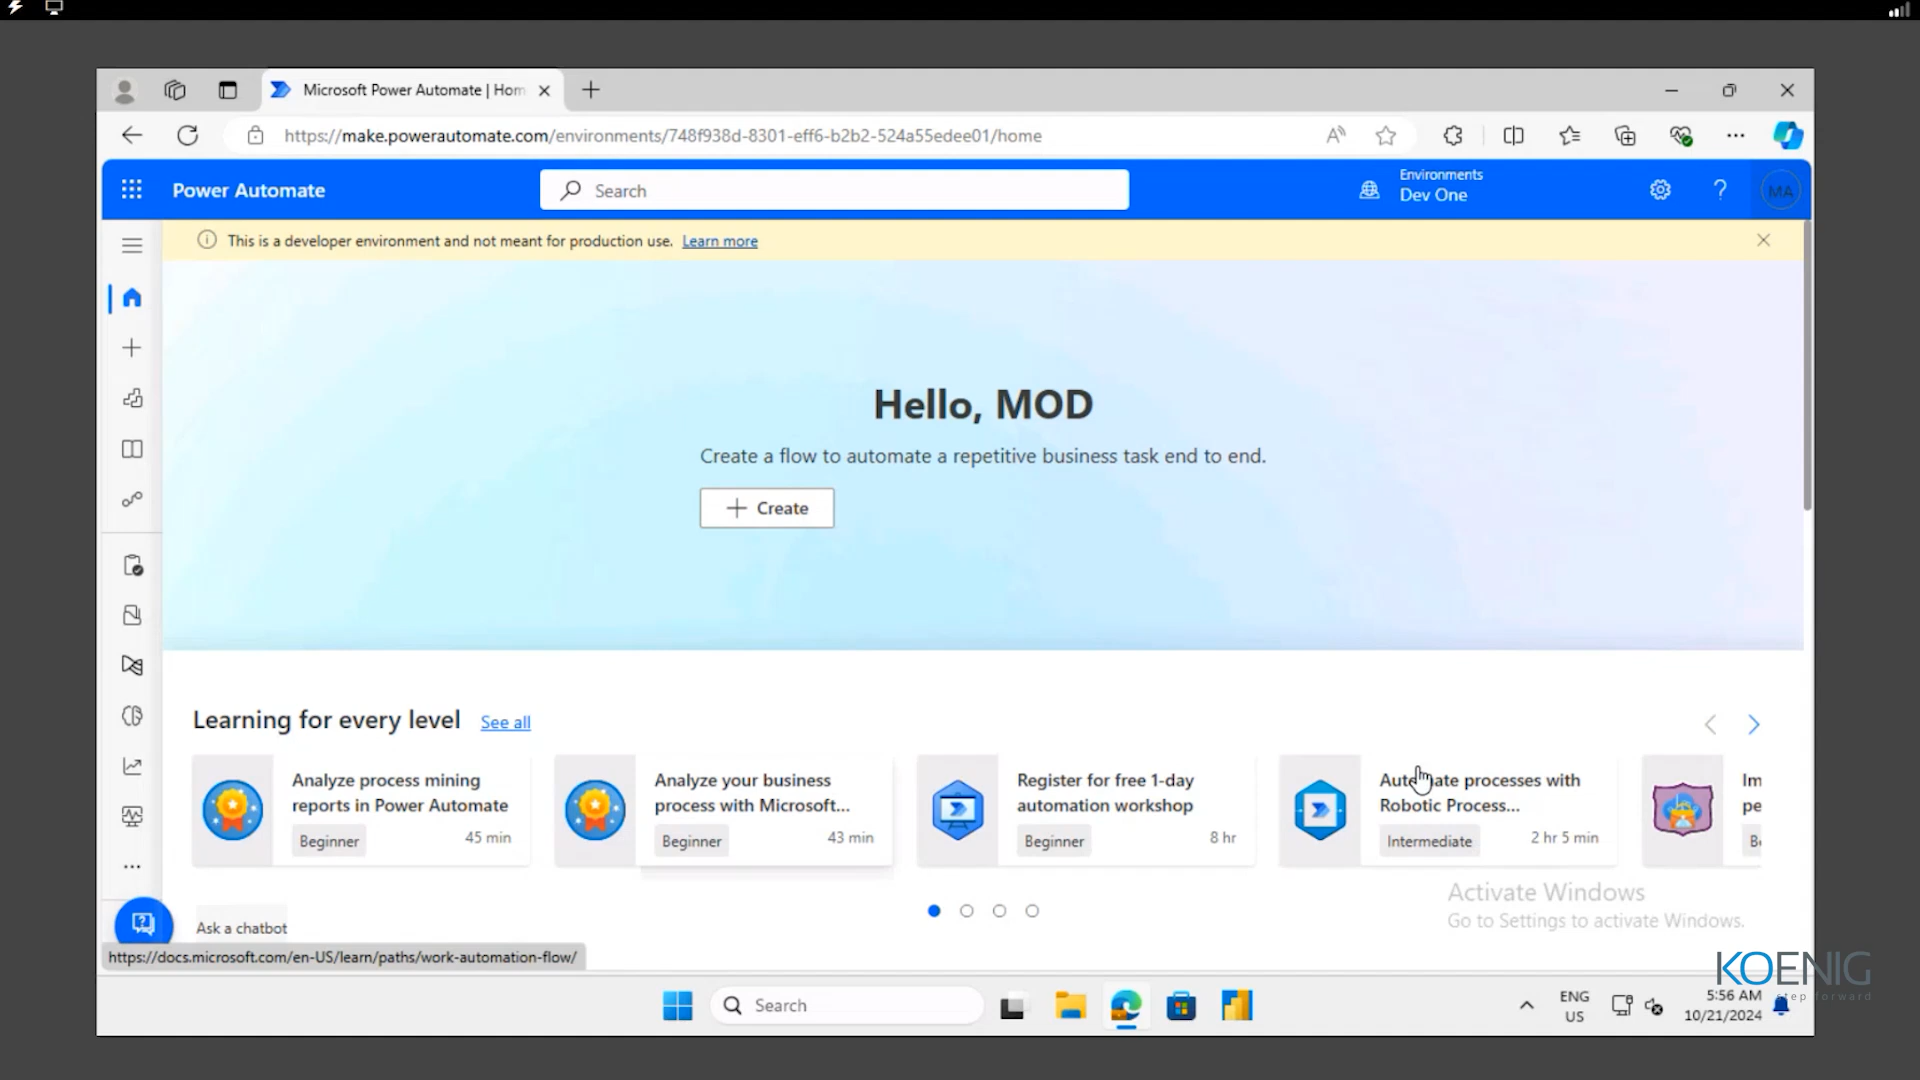 Microsoft Power Automate | Hom
https://make.powerautomate.com/environments/748f938d-8301-eff6-b2b2-524a55edee01/home
Power Automate
Search
Environments
Dev One
MA
This is a developer environment and not meant for production use. Learn more
Hello, MOD
Create a flow to automate a repetitive business task end to end.
Create
Learning for every level
See all
Analyze process mining
reports in Power Automate
Beginner
45 min
Analyze your business
process with Microsoft...
Beginner
43 min
Register for free 1-day
automation workshop
Beginner
8 hr
Automate processes with
Robotic Process...
Intermediate
2 hr 5 min
Im
pe
Be
Activate Windows
Go to Settings to activate Windows.
Ask a chatbot
https://docs.microsoft.com/en-US/learn/paths/work-automation-flow/
KOENIG
step forward
Search
ENG
US
5:56 AM
10/21/2024